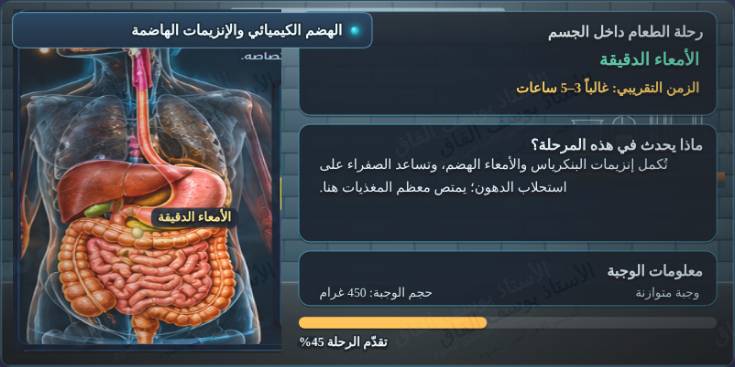 الهضم الكيميائي والإنزيمات الهاضمة
رحلة الطعام داخل الجسم
الأمعاء الدقيقة
الزمن التقريبي: غالباً 3–5 ساعات
ماذا يحدث في هذه المرحلة؟
تُكمل إنزيمات البنكرياس والأمعاء الهضم، وتساعد الصفراء على
استحلاب الدهون؛ يمتص معظم المغذيات هنا.
الأمعاء الدقيقة
معلومات الوجبة
وجبة متوازنة
حجم الوجبة: 450 غرام
تقدّم الرحلة 45%